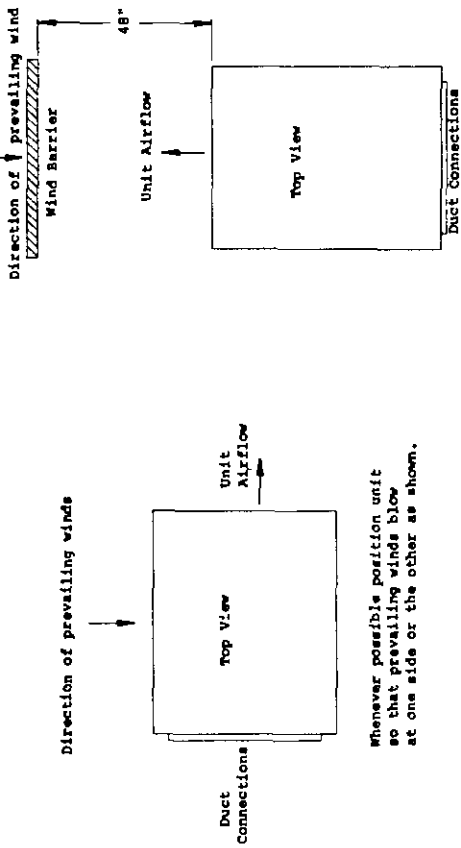 Direction of prevailing winds
Top View
Unit
Airflow
Duct
Connections
Whenever possible position unit
so that prevailing winds blow
at one side or the other as shown.
Direction of prevailing wind
Wind Barrier
48"
Unit Airflow
Top View
Duct Connections